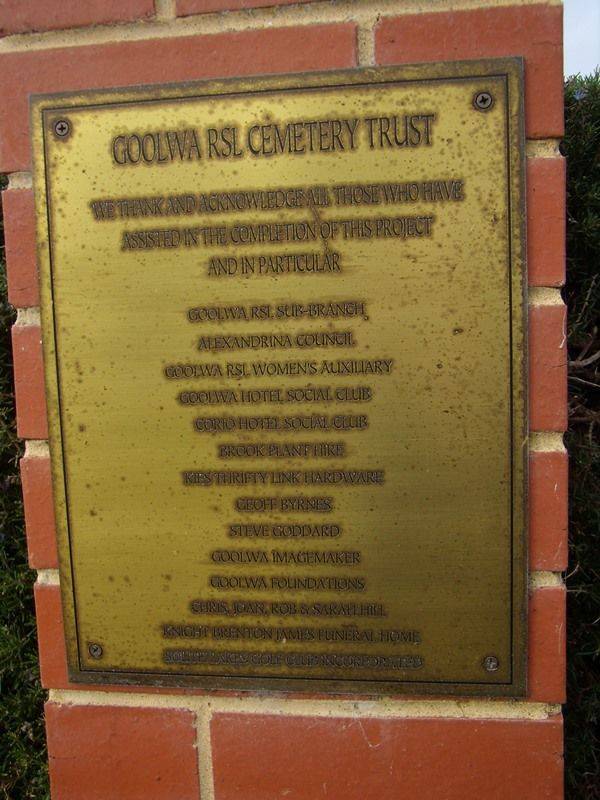 GOOLWA RSL CEMETERY TRUST
WE THANK AND ACKNOWLEDGE ALL THOSE WHO HAVE
ASSISTED IN THE COMPLETION OF THIS PROJECT
AND IN PARTICULAR
GOOLWA RSL SUB-BRANCH
ALEXANDRINA COUNCIL
GOOLWA RSL WOMEN'S AUXILIARY
GOOLWA HOTEL SOCIAL CLUB
CORIO HOTEL SOCIAL CLUB
BROOK PLANT HIRE
KIES THRIFTY LINK HARDWARE
GEOFF BYRNES
STEVE GODDARD
GOOLWA IMAGEMAKER
GOOLWA FOUNDATIONS
CHRIS, JOAN, ROB & SARAH HILL
KNIGHT BRENTON JAMES FUNERAL HOME
SOUTH LAKES GOLF CLUB INCORPORATED